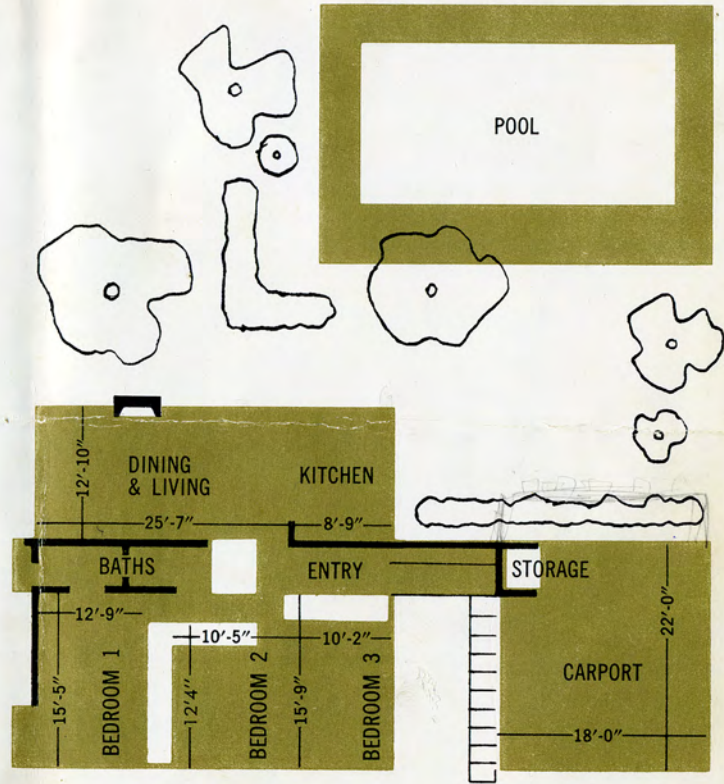 POOL
12'-10"
DINING
& LIVING
KITCHEN
25'-7"
8'-9"
BATHS
ENTRY
STORAGE
12'-9"
10'-5"
10'-2"
22'-0"
15'-5"
BEDROOM 1
12'4"
BEDROOM 2
15'-9"
BEDROOM 3
CARPORT
18'-0"